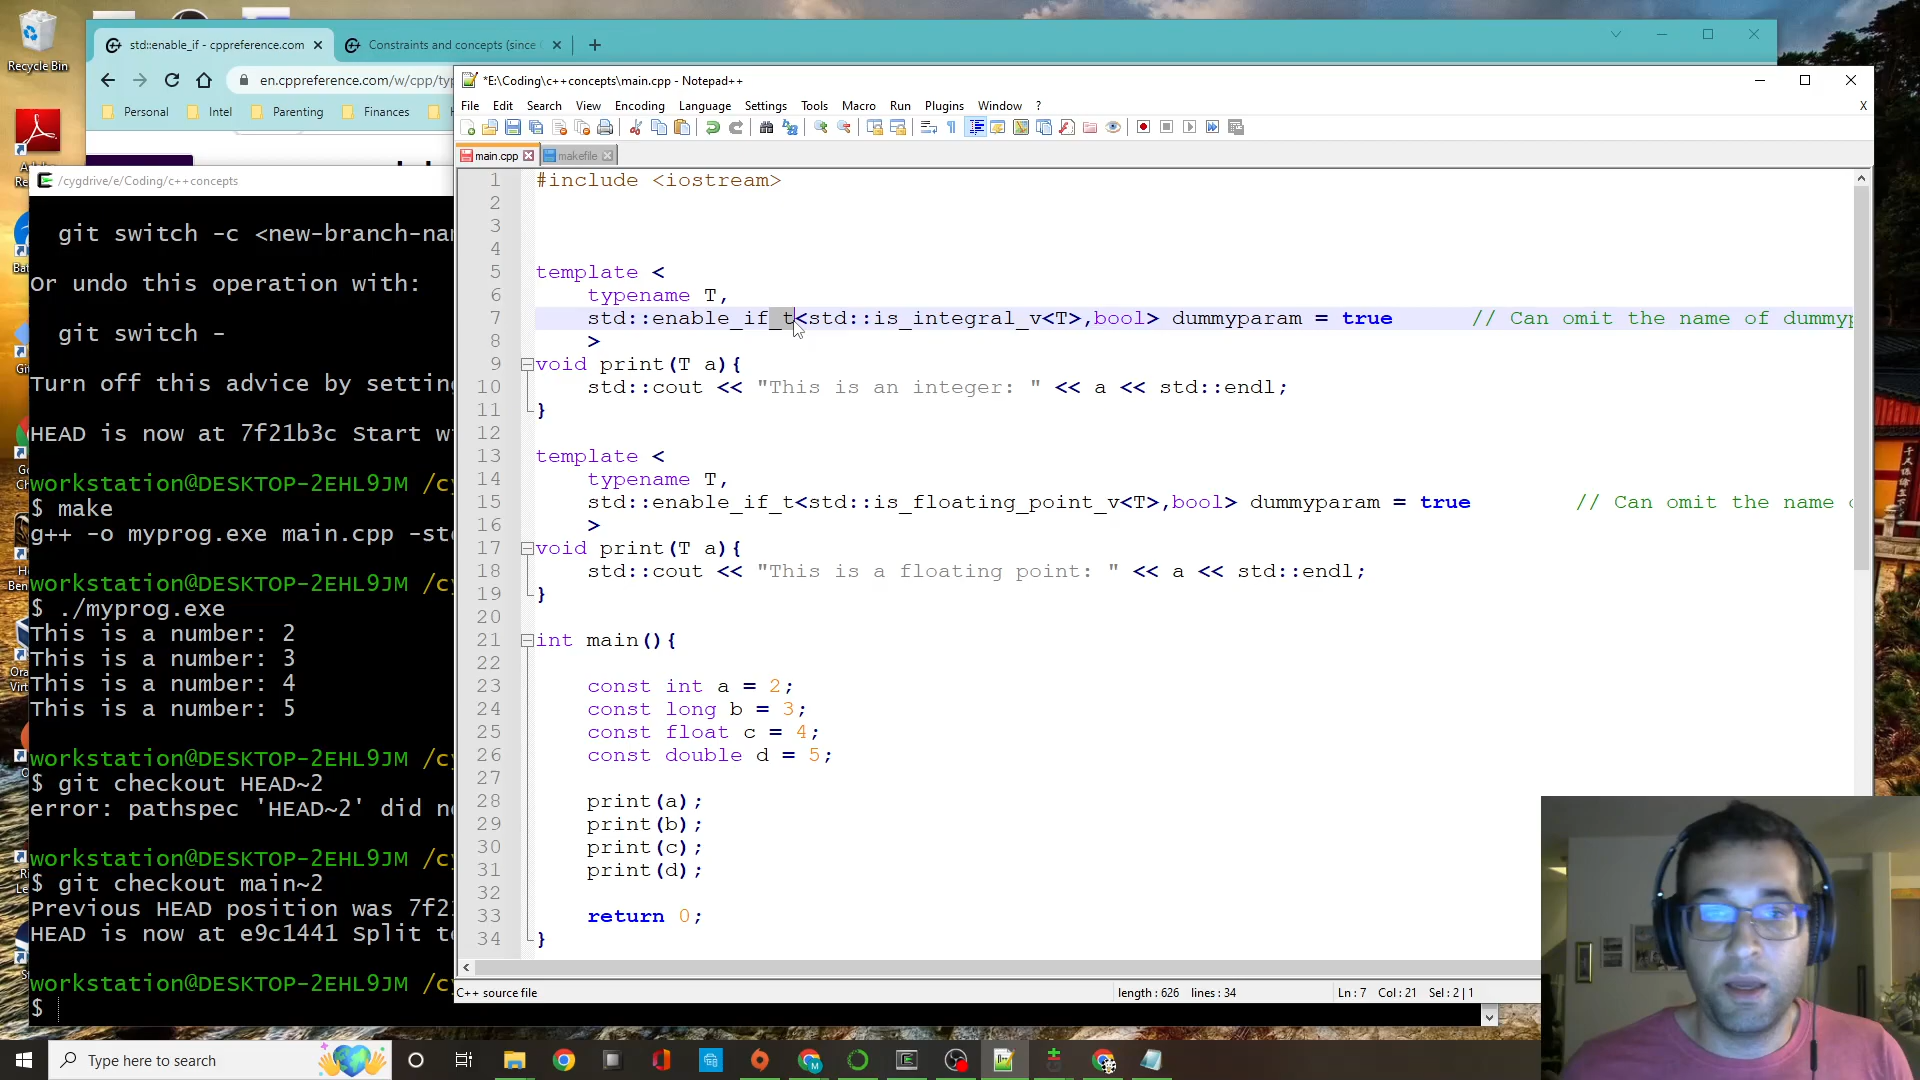 Recycle Bin
std::enable_if - cppreference.com
Constraints and concepts (since
en.cppreference.com/w/cpp/typ
Personal
Intel
Parenting
Finances
*E:\Coding\c++concepts\main.cpp - Notepad++
File Edit Search View Encoding Language Settings Tools Macro Run Plugins Window ?
X
main.cpp
makefile
/cygdrive/e/Coding/c++concepts
git switch -c <new-branch-nam
Or undo this operation with:
git switch -
Turn off this advice by setting
HEAD is now at 7f21b3c Start w
workstation@DESKTOP-2EHL9JM /cy
$ make
g++ -o myprog.exe main.cpp -std
workstation@DESKTOP-2EHL9JM /cy
$ ./myprog.exe
This is a number: 2
This is a number: 3
This is a number: 4
This is a number: 5
workstation@DESKTOP-2EHL9JM /cy
$ git checkout HEAD~2
error: pathspec 'HEAD~2' did no
workstation@DESKTOP-2EHL9JM /cy
$ git checkout main~2
Previous HEAD position was 7f21
HEAD is now at e9c1441 Split to
workstation@DESKTOP-2EHL9JM /cy
$
1 #include <iostream>
2
3
4
5 template <
6 typename T,
7 std::enable_if_t<std::is_integral_v<T>,bool> dummyparam = true // Can omit the name of dummyp
8 >
9 void print(T a){
10 std::cout << "This is an integer: " << a << std::endl;
11 }
12
13 template <
14 typename T,
15 std::enable_if_t<std::is_floating_point_v<T>,bool> dummyparam = true // Can omit the name o
16 >
17 void print(T a){
18 std::cout << "This is a floating point: " << a << std::endl;
19 }
20
21 int main(){
22
23 const int a = 2;
24 const long b = 3;
25 const float c = 4;
26 const double d = 5;
27
28 print(a);
29 print(b);
30 print(c);
31 print(d);
32
33 return 0;
34 }
C++ source file
length : 626 lines : 34
Ln : 7 Col : 21 Sel : 2 | 1
Type here to search